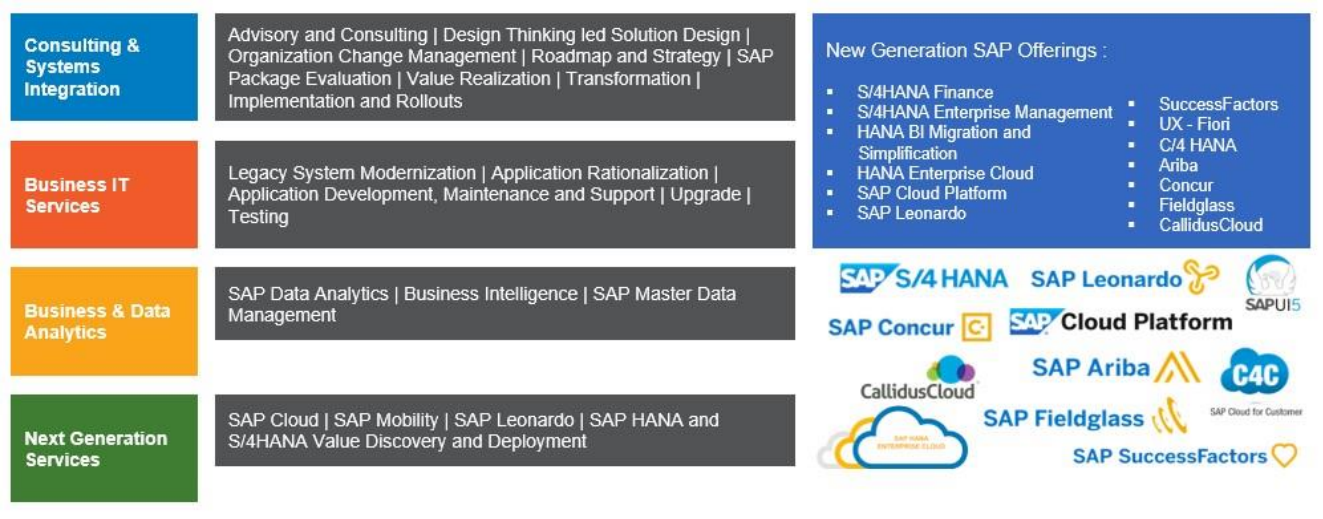 Consulting &
Systems
Integration
Advisory and Consulting | Design Thinking led Solution Design |
Organization Change Management | Roadmap and Strategy | SAP
Package Evaluation | Value Realization | Transformation |
Implementation and Rollouts
Business IT
Services
Legacy System Modernization | Application Rationalization |
Application Development, Maintenance and Support | Upgrade |
Testing
Business & Data
Analytics
SAP Data Analytics | Business Intelligence | SAP Master Data
Management
Next Generation
Services
SAP Cloud | SAP Mobility | SAP Leonardo | SAP HANA and
S/4HANA Value Discovery and Deployment
New Generation SAP Offerings :
▪ S/4HANA Finance
▪ S/4HANA Enterprise Management
▪ HANA BI Migration and
Simplification
▪ HANA Enterprise Cloud
▪ SAP Cloud Platform
▪ SAP Leonardo
▪ SuccessFactors
▪ UX - Fiori
▪ C/4 HANA
▪ Ariba
▪ Concur
▪ Fieldglass
▪ CallidusCloud
SAP S/4HANA
SAP Leonardo
SAPUI5
SAP Concur C
SAP Cloud Platform
CallidusCloud
SAP Ariba
C4C
SAP Cloud for Customer
SAP HANA
ENTERPRISE CLOUD
SAP Fieldglass
SAP SuccessFactors